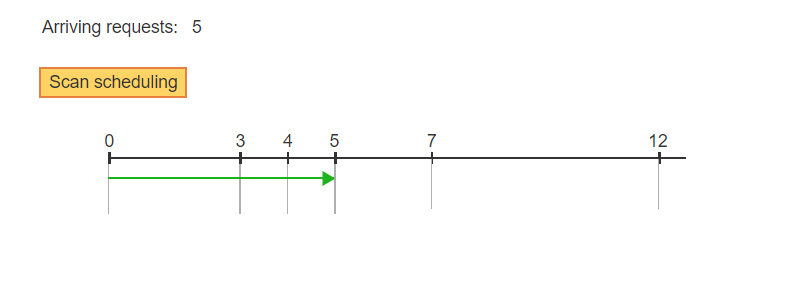 Arriving requests: 5
Scan scheduling
0 3 4 5 7 12